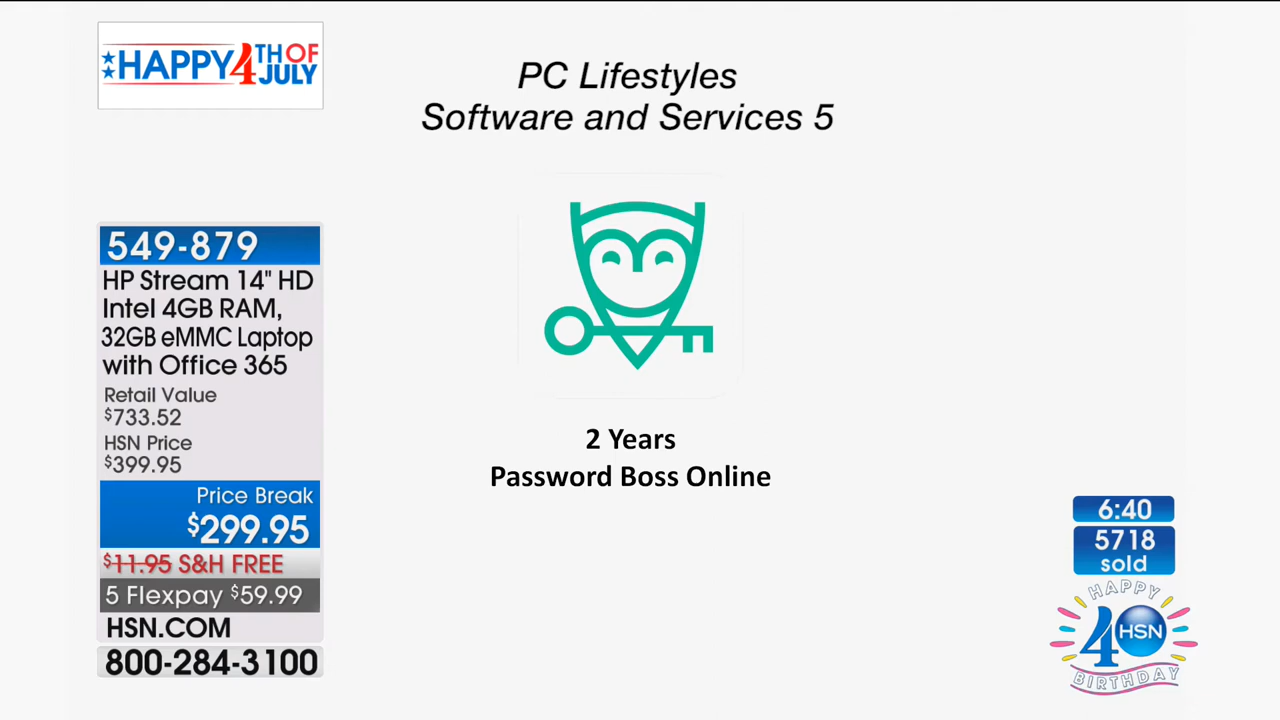 HAPPY 4TH OF
JULY
PC Lifestyles
Software and Services 5
549-879
HP Stream 14" HD
Intel 4GB RAM,
32GB eMMC Laptop
with Office 365
Retail Value
$733.52
HSN Price
$399.95
Price Break
$299.95
$11.95 S&H FREE
5 Flexpay $59.99
HSN.COM
800-284-3100
2 Years
Password Boss Online
6:40
5718
sold
HAPPY
40 HSN
BIRTHDAY